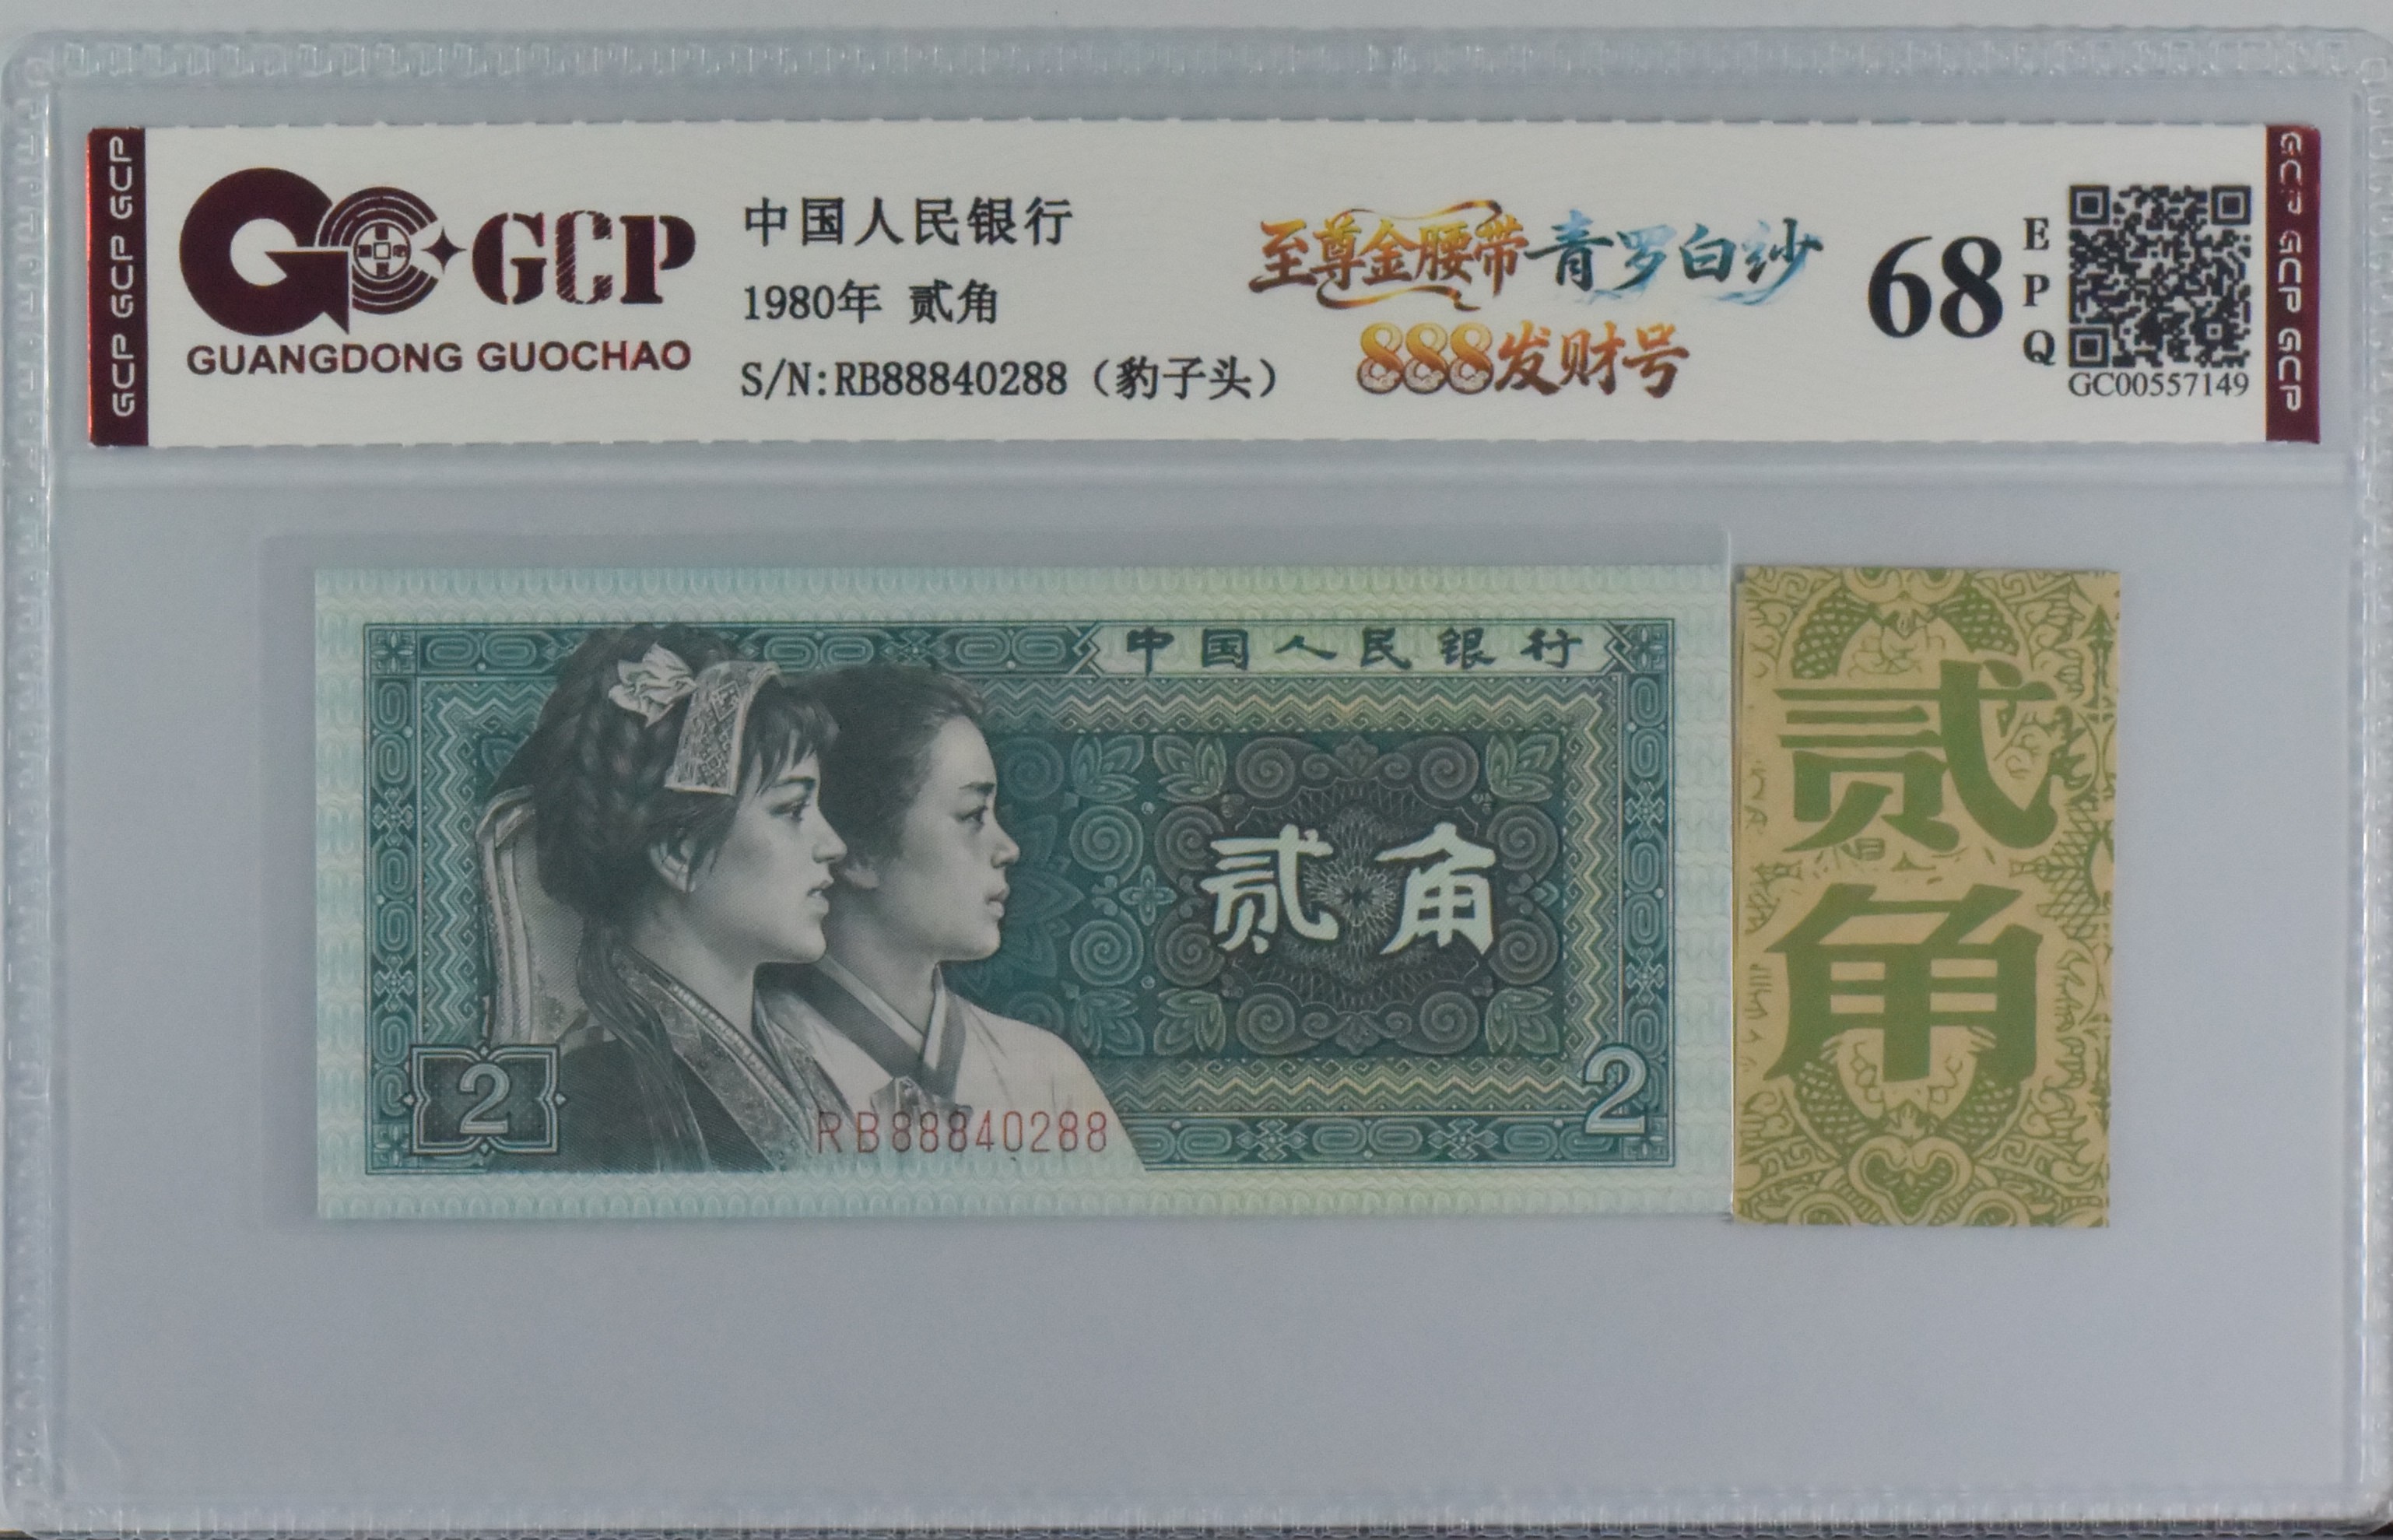 GCP GCP GCP
GCP
GUANGDONG GUOCHAO
中国人民银行
1980年 贰角
S/N:RB88840288（豹子头）
至尊金腰带青罗白纱
888发财号
68
EPQ
GC00557149
GCP GCP GCP
中国人民银行
贰角
2
RB88840288
2
贰角